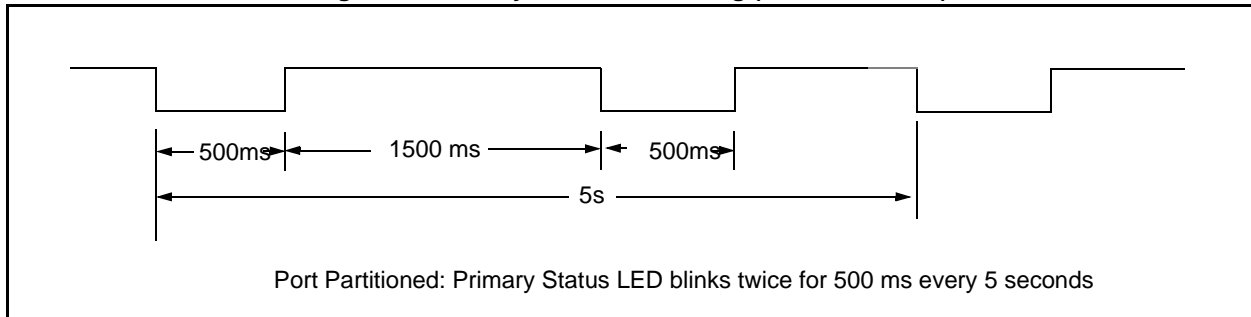 500ms 1500 ms 500ms
5s
Port Partitioned: Primary Status LED blinks twice for 500 ms every 5 seconds